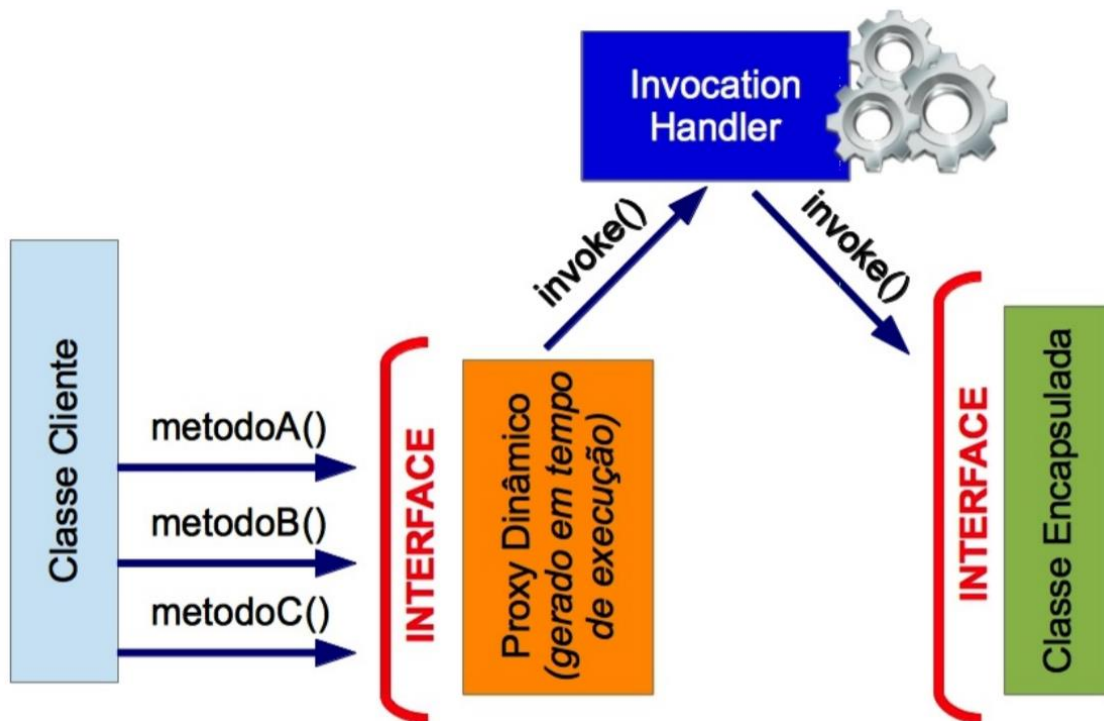 Invocation
Handler
invoke()
invoke()
Classe Cliente
metodoA()
metodoB()
metodoC()
INTERFACE
Proxy Dinâmico
(gerado em tempo
de execução)
INTERFACE
Classe Encapsulada